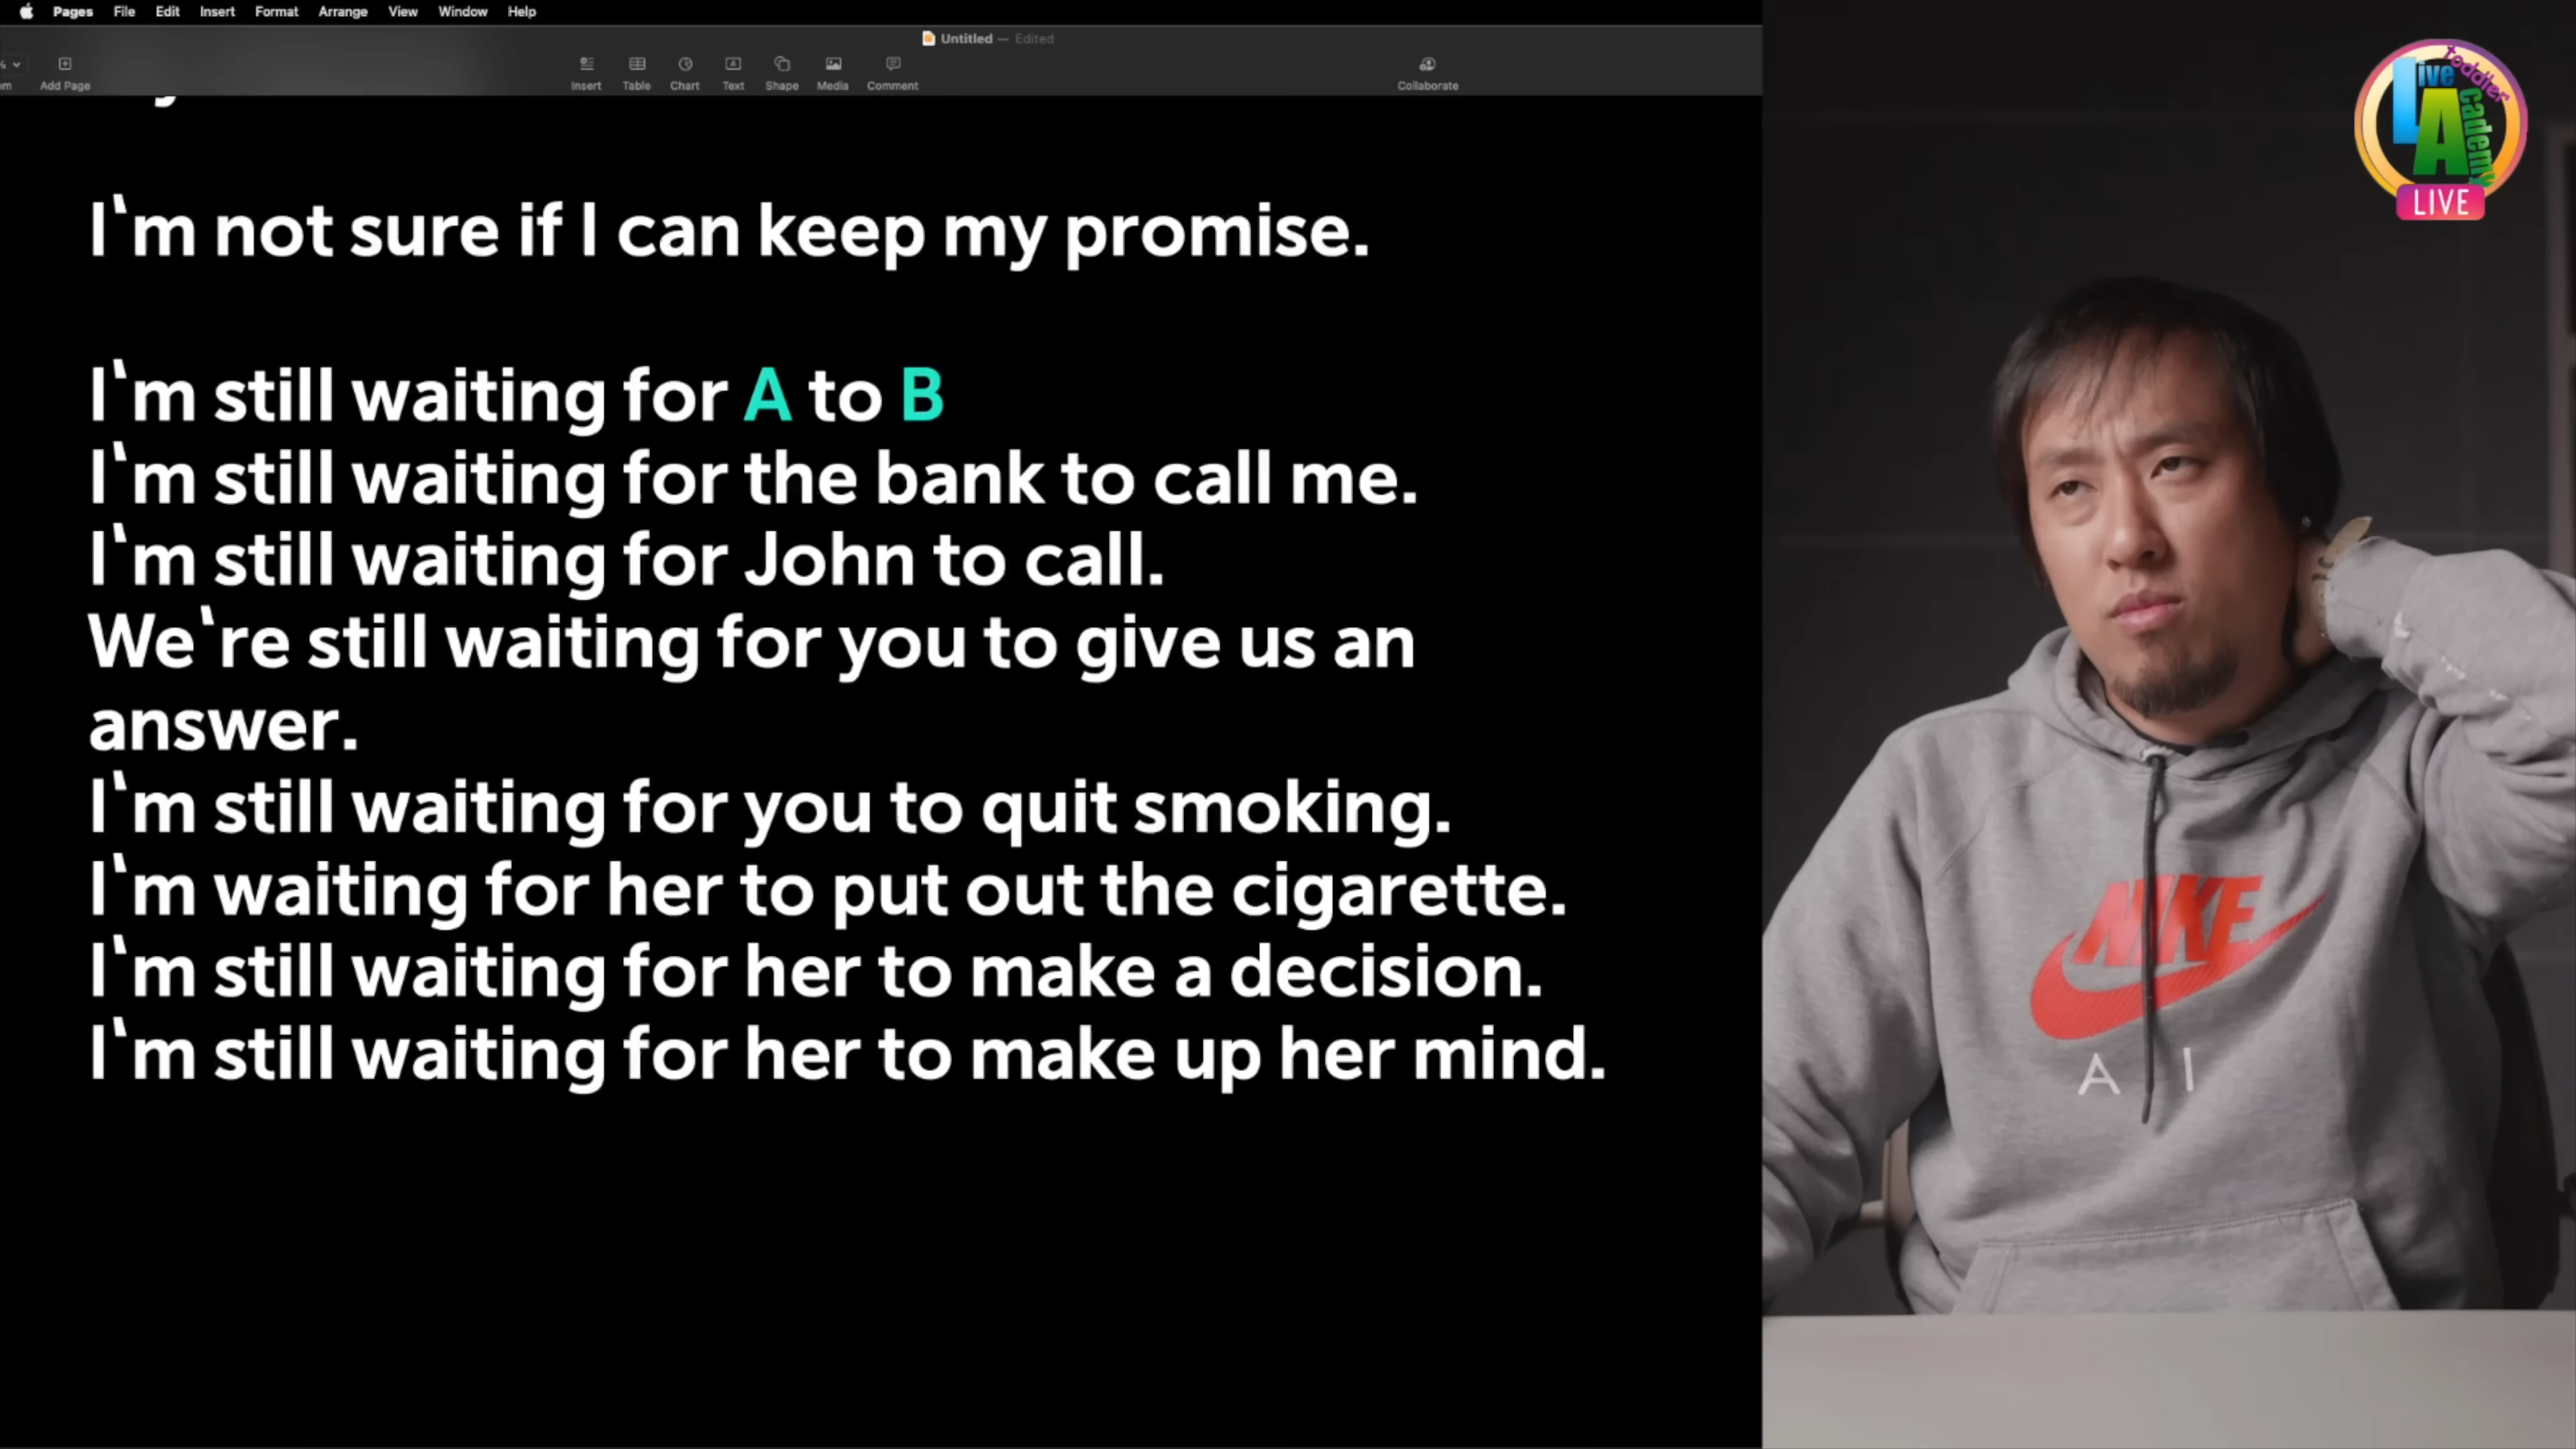 Pages File Edit Insert Format Arrange View Window Help
Untitled — Edited
Add Page Insert Table Chart Text Shape Media Comment Collaborate
I‘m not sure if I can keep my promise.
I‘m still waiting for A to B
I‘m still waiting for the bank to call me.
I‘m still waiting for John to call.
We‘re still waiting for you to give us an
answer.
I‘m still waiting for you to quit smoking.
I‘m waiting for her to put out the cigarette.
I‘m still waiting for her to make a decision.
I‘m still waiting for her to make up her mind.
Toddler
Live
Academy
LIVE
NIKE
A I